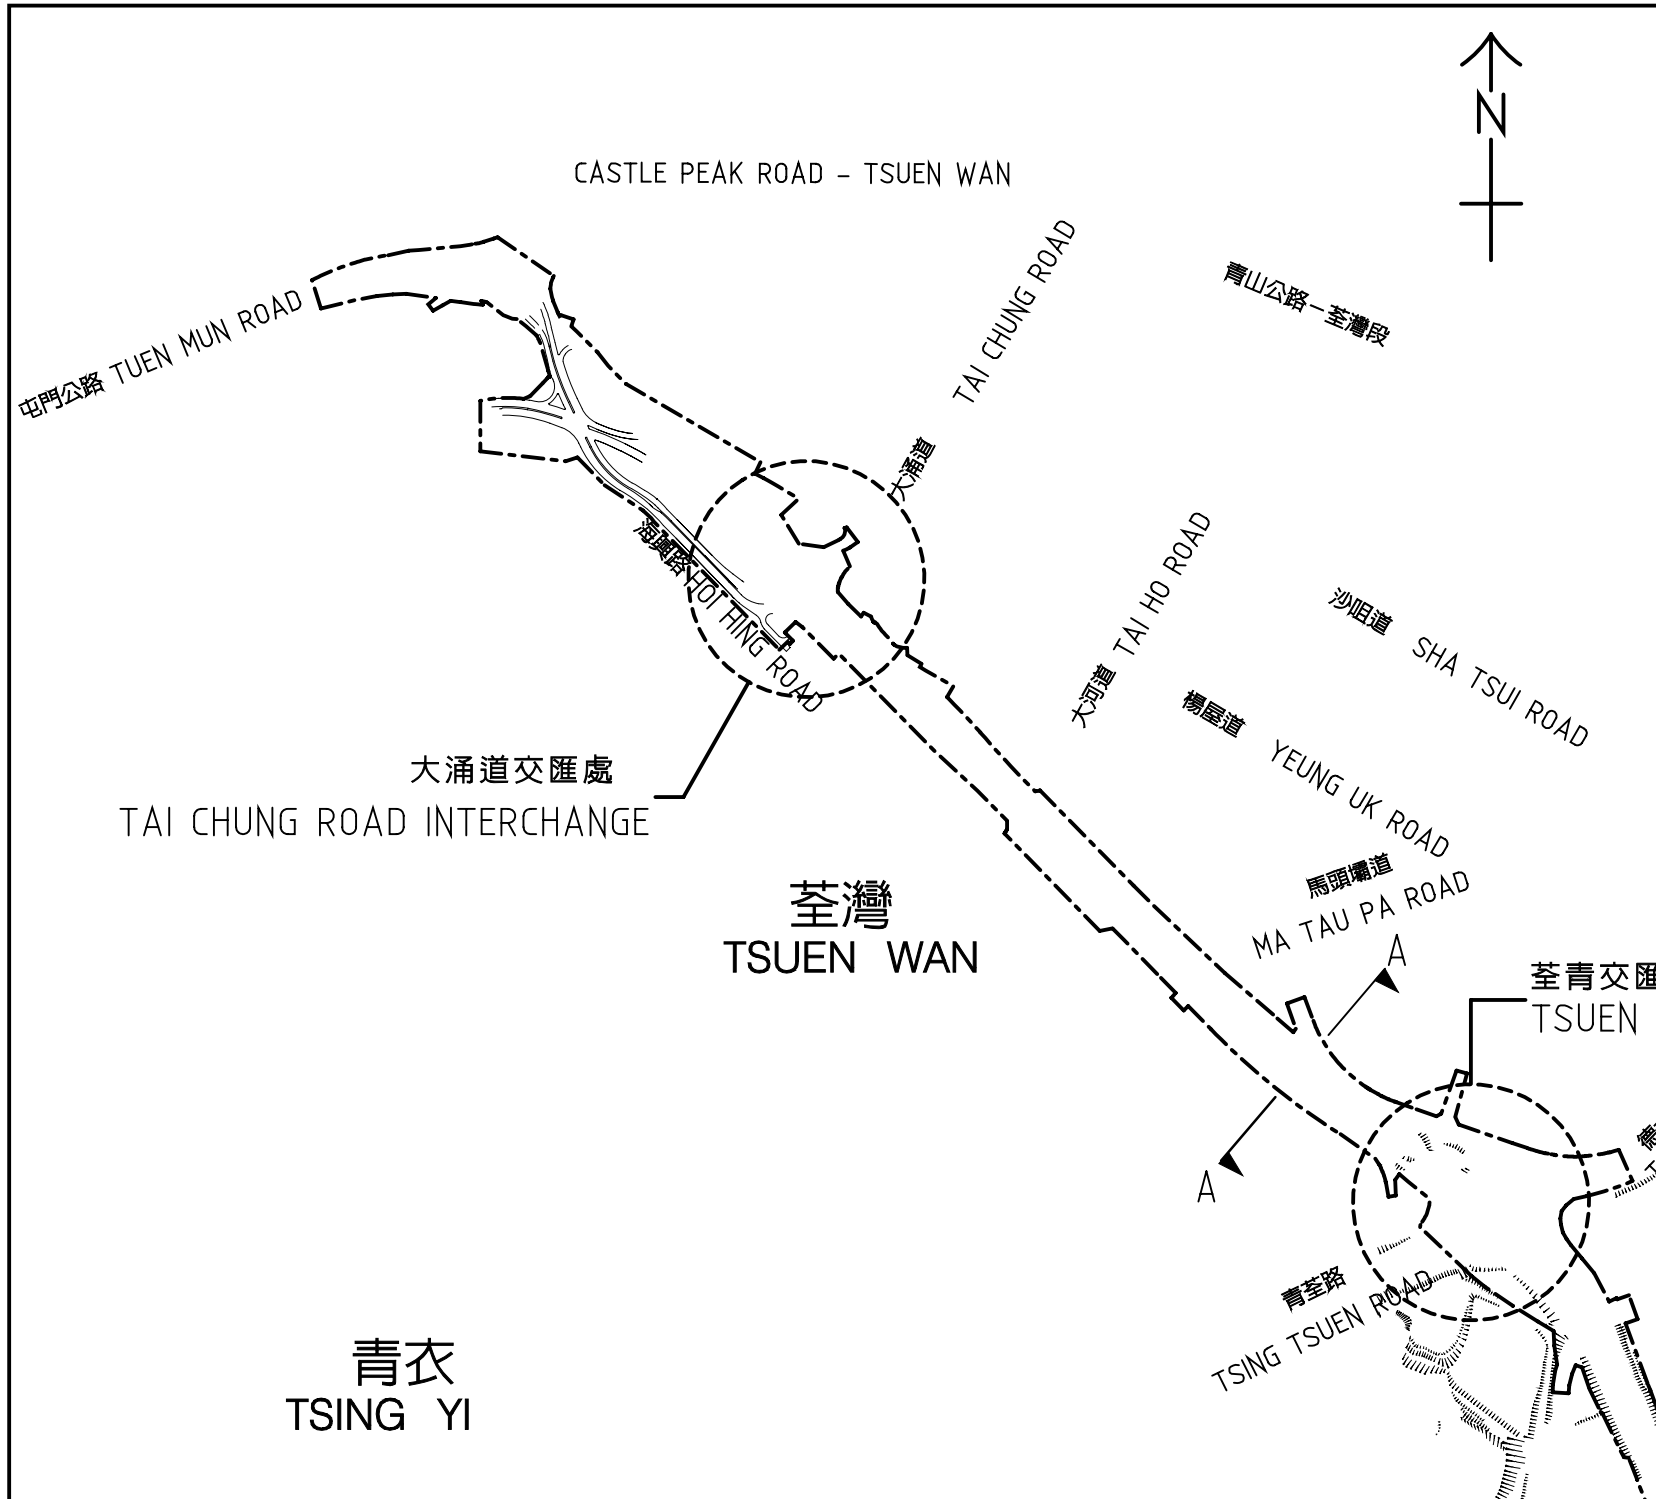 N
CASTLE PEAK ROAD - TSUEN WAN
青山公路－荃灣段
屯門公路 TUEN MUN ROAD
大涌道 TAI CHUNG ROAD
海興路 HOI HING ROAD
大河道 TAI HO ROAD
沙咀道 SHA TSUI ROAD
楊屋道 YEUNG UK ROAD
大涌道交匯處
TAI CHUNG ROAD INTERCHANGE
馬頭壩道
MA TAU PA ROAD
荃灣
TSUEN WAN
A
荃青交匯
TSUEN
A
青荃路
TSING TSUEN ROAD
青衣
TSING YI